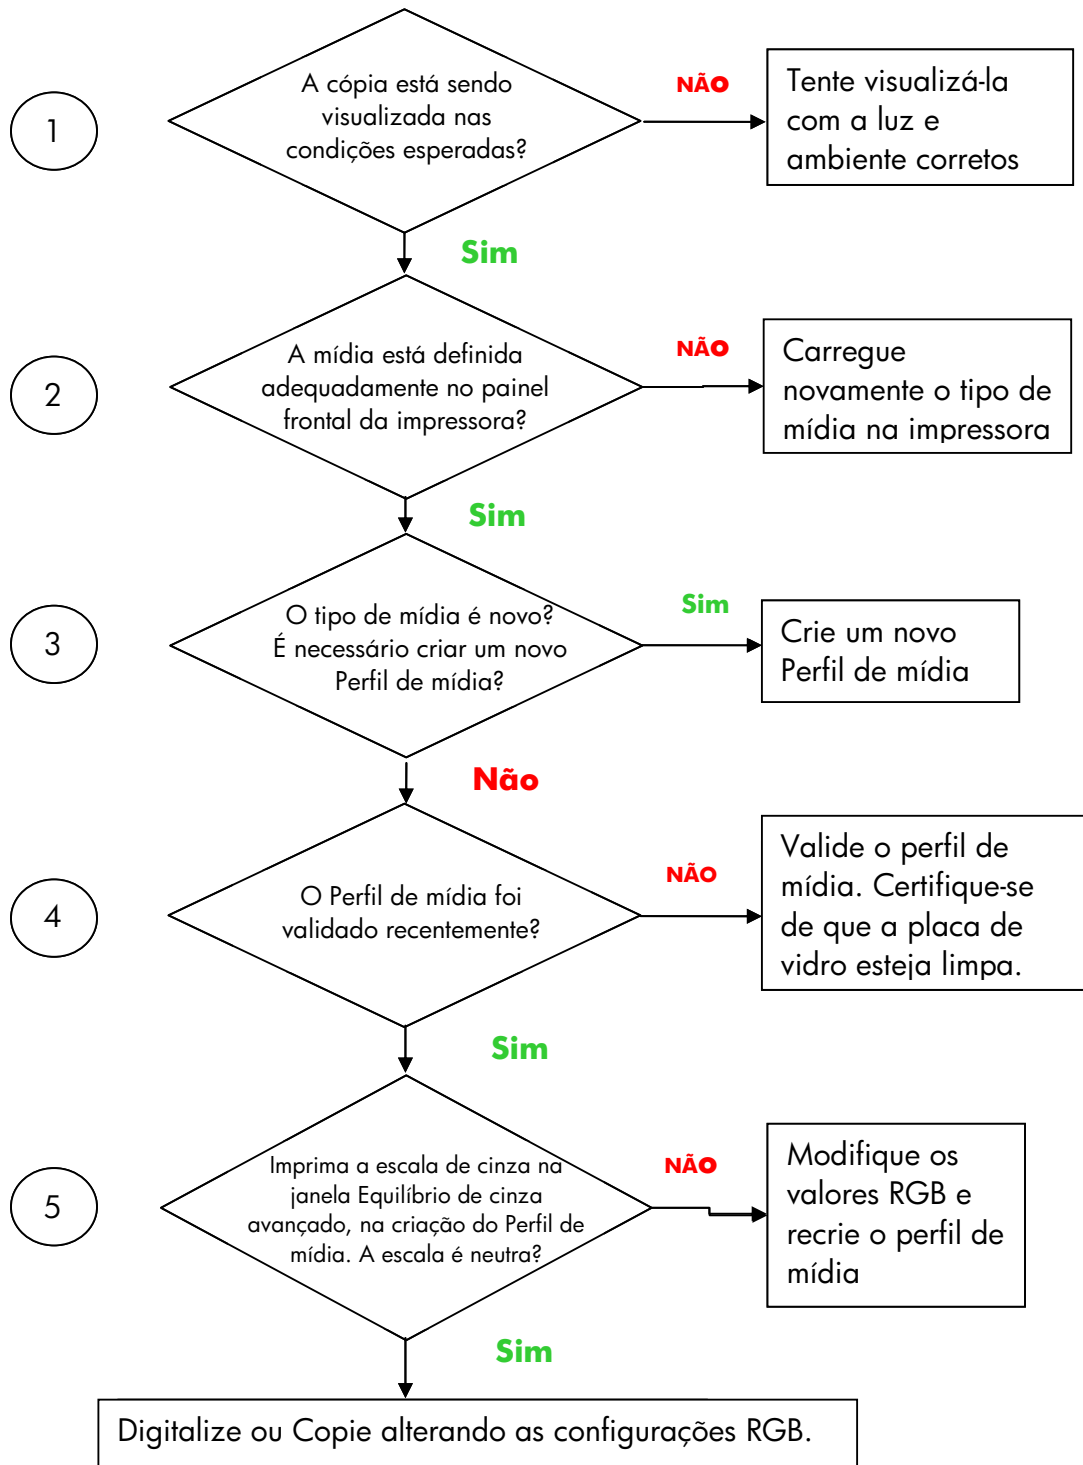 1
A cópia está sendo
visualizada nas
condições esperadas?
NÃO
Tente visualizá-la
com a luz e
ambiente corretos
Sim
2
A mídia está definida
adequadamente no painel
frontal da impressora?
NÃO
Carregue
novamente o tipo de
mídia na impressora
Sim
3
O tipo de mídia é novo?
É necessário criar um novo
Perfil de mídia?
Sim
Crie um novo
Perfil de mídia
Não
4
O Perfil de mídia foi
validado recentemente?
NÃO
Valide o perfil de
mídia. Certifique-se
de que a placa de
vidro esteja limpa.
Sim
5
Imprima a escala de cinza na
janela Equilíbrio de cinza
avançado, na criação do Perfil de
mídia. A escala é neutra?
NÃO
Modifique os
valores RGB e
recrie o perfil de
mídia
Sim
Digitalize ou Copie alterando as configurações RGB.